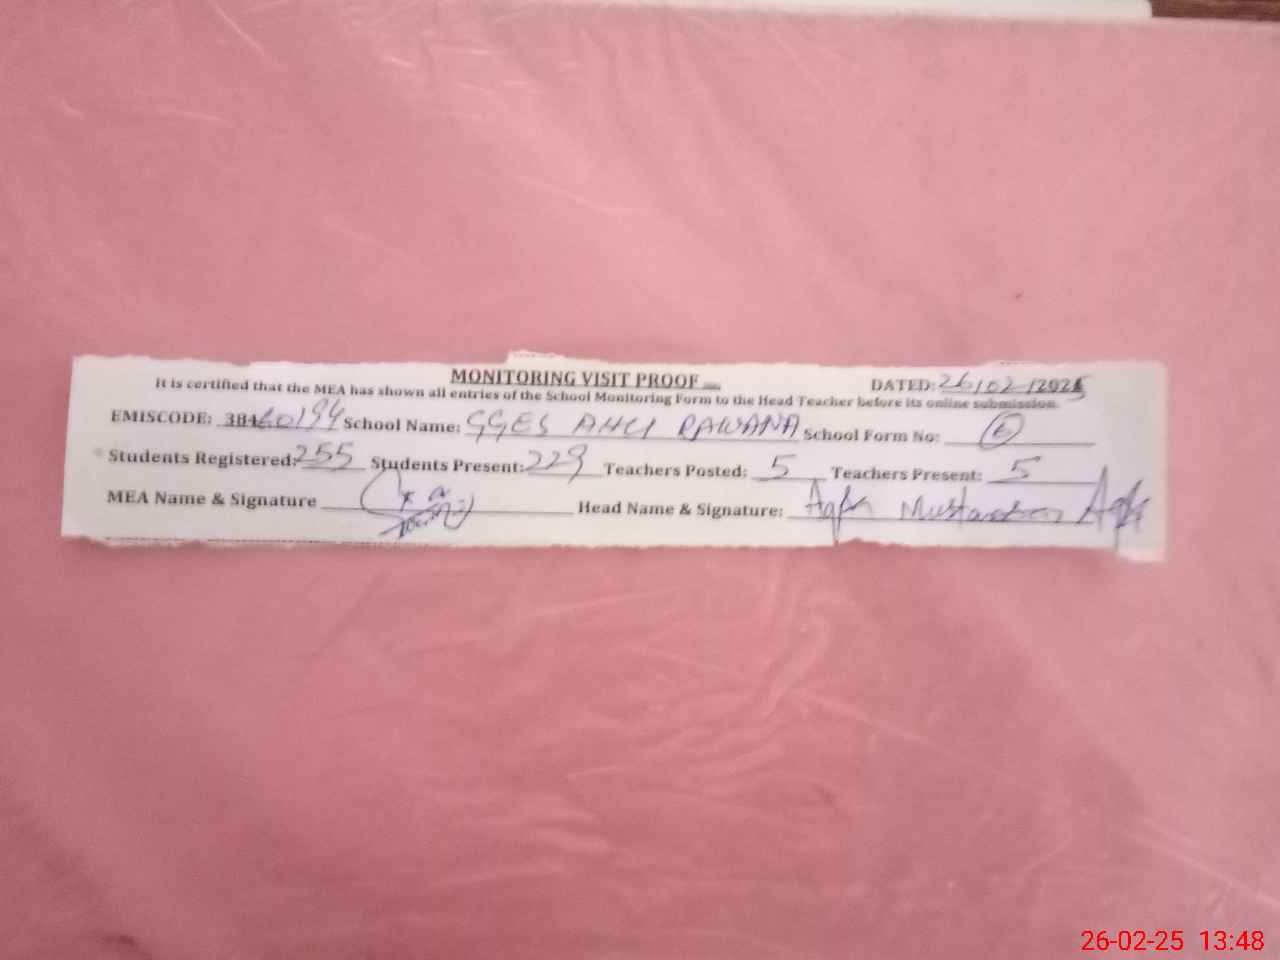 MONITORING VISIT PROOF
DATED: 26/02/2025
It is certified that the MEA has shown all entries of the School Monitoring Form to the Head Teacher before its online submission.
EMISCODE: 38460194 School Name: GGES AHLI School Form No: 6
Students Registered: 255 Students Present: 229 Teachers Posted: 5 Teachers Present: 5
MEA Name & Signature Head Name & Signature:
26-02-25 13:48